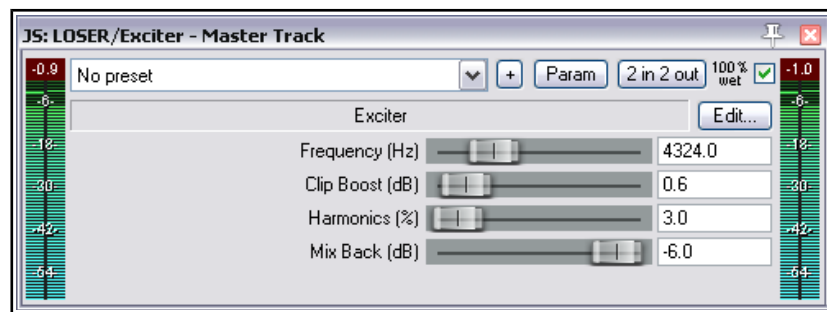 JS: LOSER/Exciter - Master Track
-0.9 No preset + Param 2 in 2 out 100% wet -1.0
Exciter Edit...
Frequency (Hz) 4324.0
Clip Boost (dB) 0.6
Harmonics (%) 3.0
Mix Back (dB) -6.0
-6-
-18-
-30-
-42-
-54-
-6-
-18-
-30-
-42-
-54-